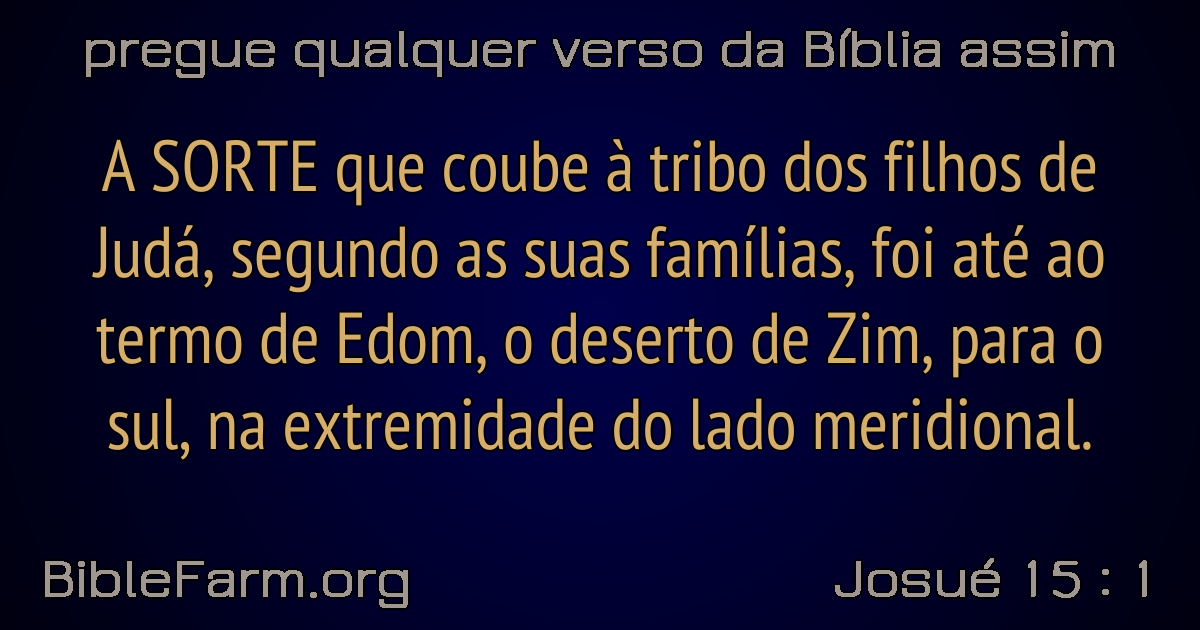 pregue qualquer verso da Bíblia assim
A SORTE que coube à tribo dos filhos de
Judá, segundo as suas famílias, foi até ao
termo de Edom, o deserto de Zim, para o
sul, na extremidade do lado meridional.
BibleFarm.org
Josué 15 : 1